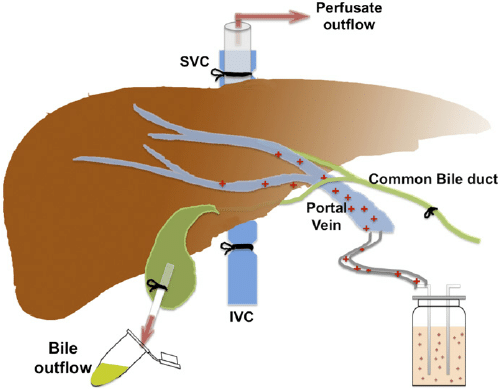 Perfusate
outflow
SVC
Common Bile duct
Portal
Vein
IVC
Bile
outflow